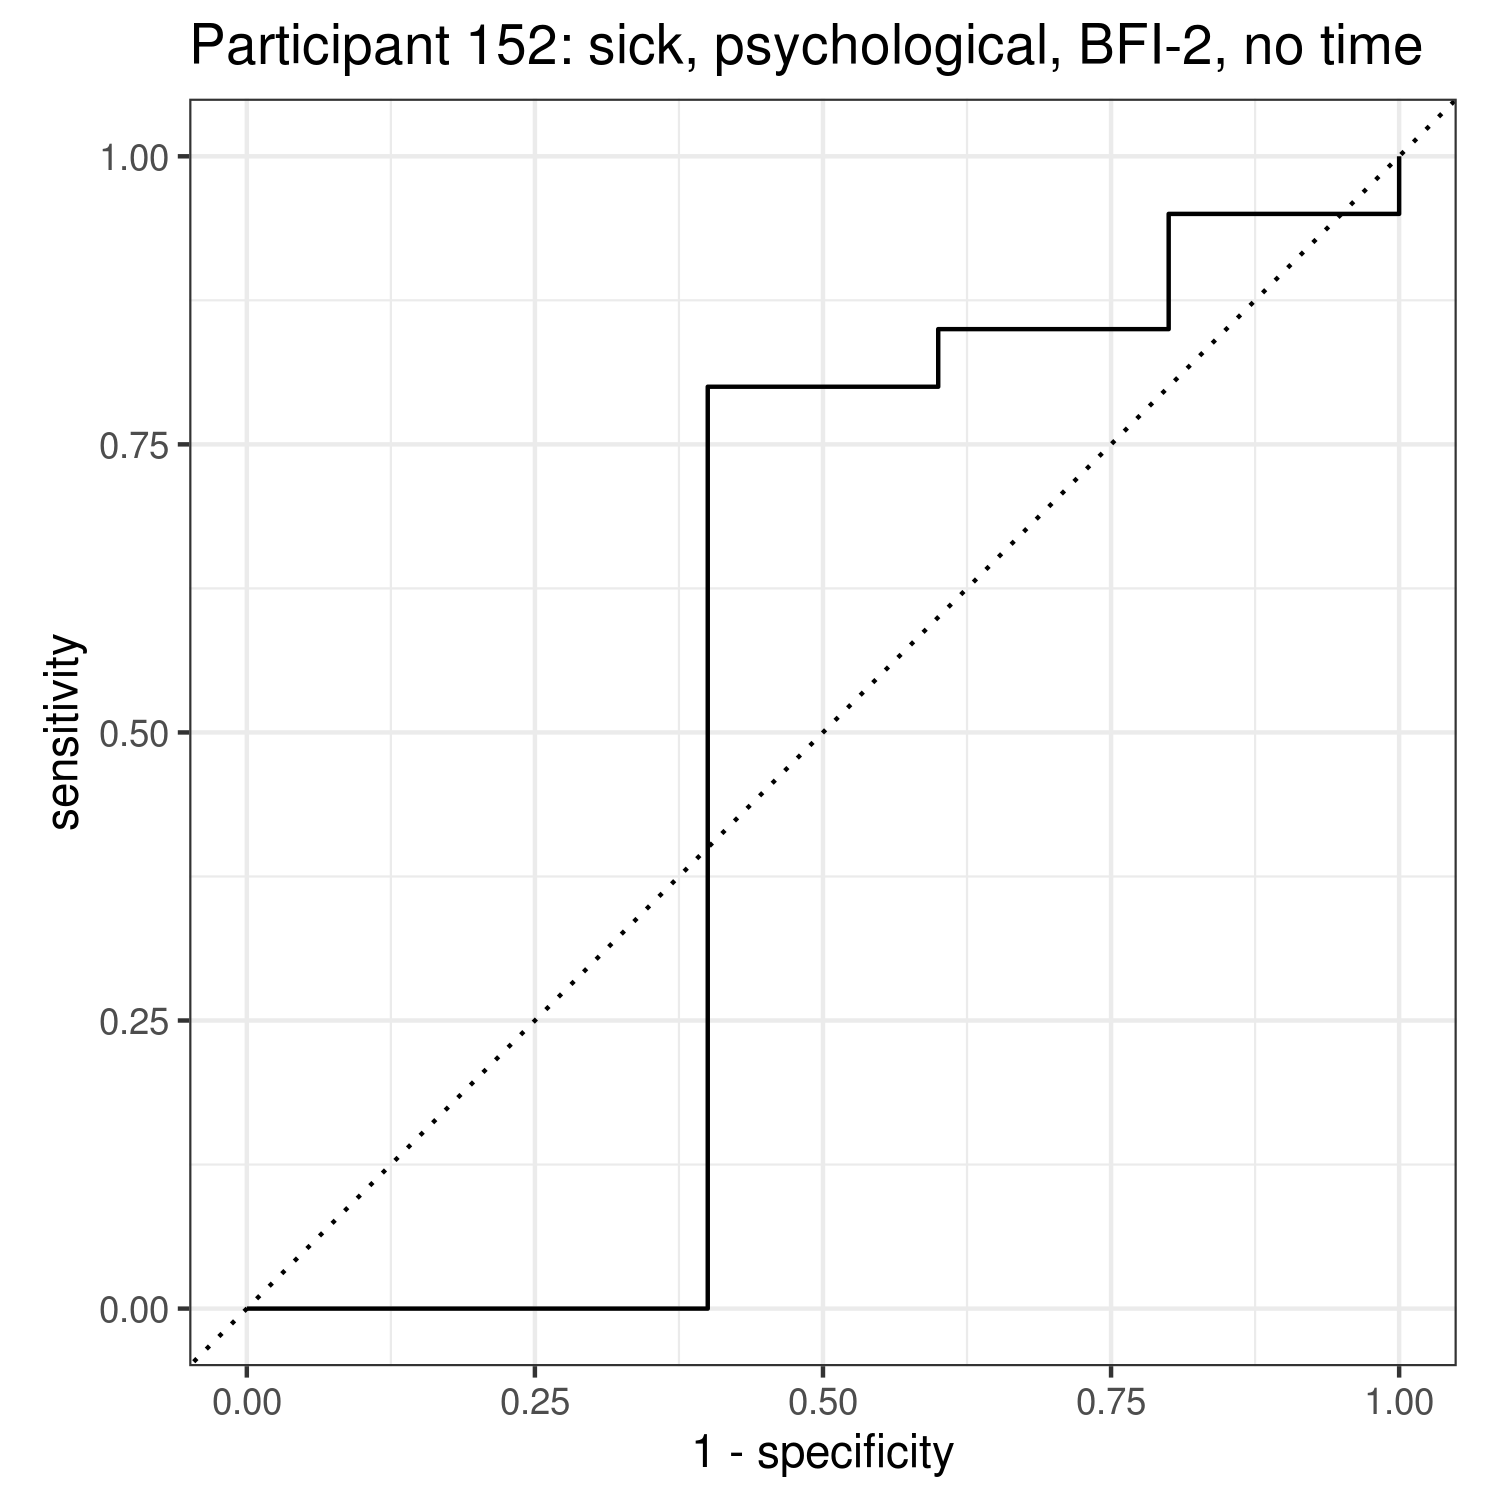 Participant 152: sick, psychological, BFI-2, no time
1.00
0.75
0.50
0.25
0.00
sensitivity
0.00 0.25 0.50 0.75 1.00
1 - specificity